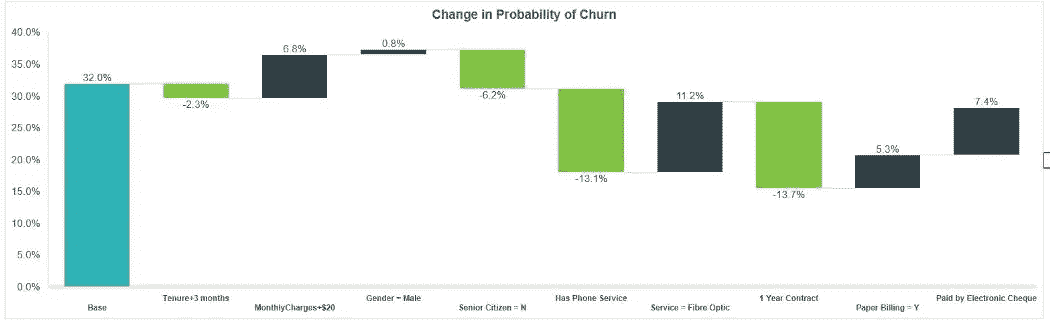 Change in Probability of Churn
40.0%
35.0%
30.0%
25.0%
20.0%
15.0%
10.0%
5.0%
0.0%
32.0%
-2.3%
6.8%
0.8%
-6.2%
-13.1%
11.2%
-13.7%
5.3%
7.4%
Base
Tenure+3 months
MonthlyCharges+$20
Gender = Male
Senior Citizen = N
Has Phone Service
Service = Fibre Optic
1 Year Contract
Paper Billing = Y
Paid by Electronic Cheque